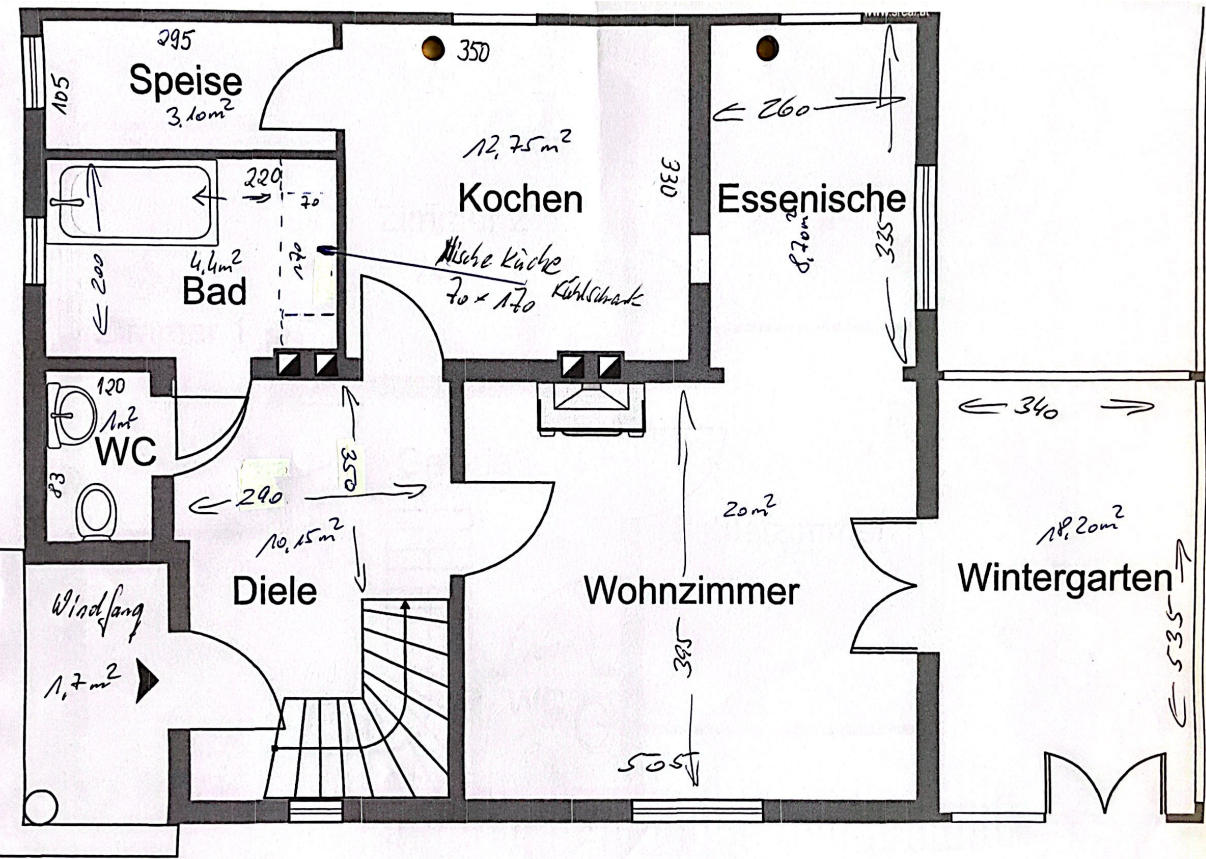 295
Speise
105
3,10m²
350
12,75m²
Kochen
330
260
Essenische
8,70m²
335
220
70
170
4,4m²
Bad
200
Nische Küche
70 x 170 Kühlschrank
120
1m²
WC
83
350
290
10,15m²
Diele
Windfang
1,7m²
20m²
Wohnzimmer
395
505
340
18,20m²
Wintergarten
535